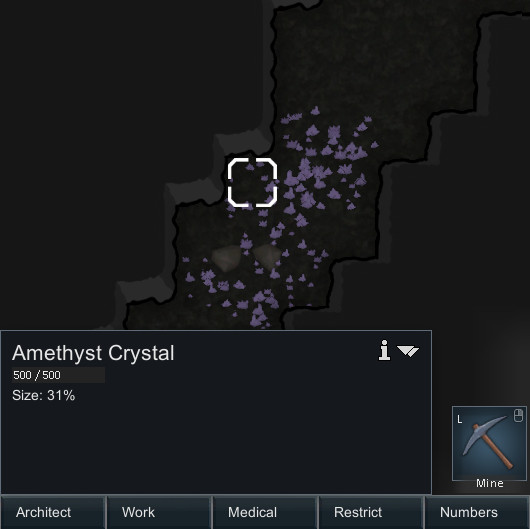 Amethyst Crystal
500 / 500
Size: 31%
L
Mine
Architect
Work
Medical
Restrict
Numbers